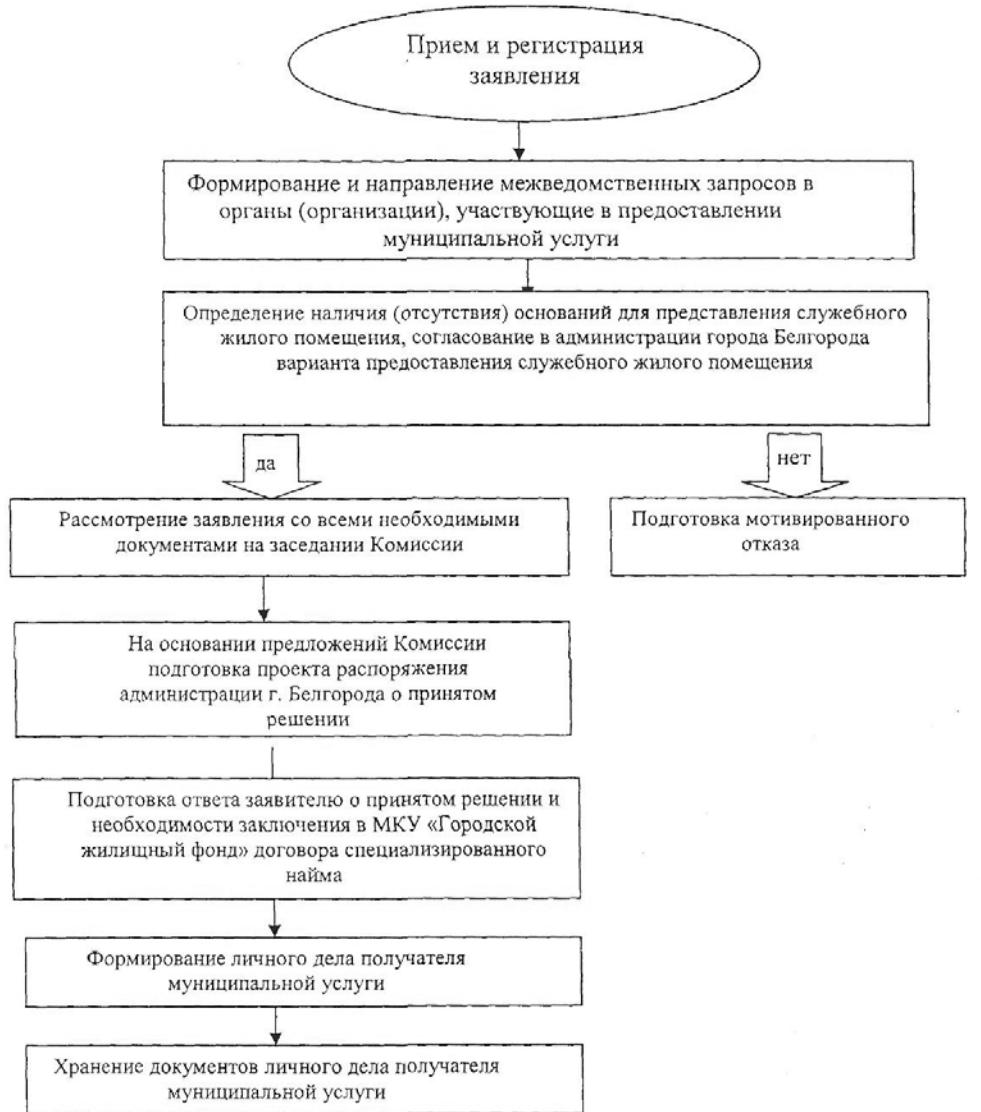 Прием и регистрация
заявления
Формирование и направление межведомственных запросов в
органы (организации), участвующие в предоставлении
муниципальной услуги
Определение наличия (отсутствия) оснований для представления служебного
жилого помещения, согласование в администрации города Белгорода
варианта предоставления служебного жилого помещения
да
нет
Рассмотрение заявления со всеми необходимыми
документами на заседании Комиссии
Подготовка мотивированного
отказа
На основании предложений Комиссии
подготовка проекта распоряжения
администрации г. Белгорода о принятом
решении
Подготовка ответа заявителю о принятом решении и
необходимости заключения в МКУ «Городской
жилищный фонд» договора специализированного
найма
Формирование личного дела получателя
муниципальной услуги
Хранение документов личного дела получателя
муниципальной услуги